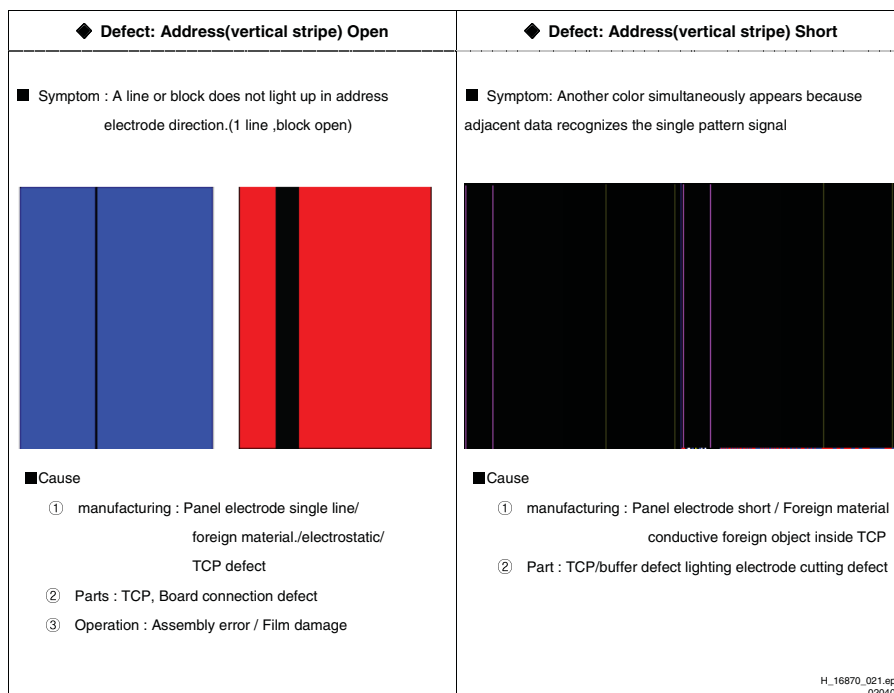 ◆ Defect: Address(vertical stripe) Open
■ Symptom : A line or block does not light up in address
electrode direction.(1 line ,block open)
■Cause
① manufacturing : Panel electrode single line/
foreign material./electrostatic/
TCP defect
② Parts : TCP, Board connection defect
③ Operation : Assembly error / Film damage
◆ Defect: Address(vertical stripe) Short
■ Symptom: Another color simultaneously appears because
adjacent data recognizes the single pattern signal
■Cause
① manufacturing : Panel electrode short / Foreign material
conductive foreign object inside TCP
② Part : TCP/buffer defect lighting electrode cutting defect
H_16870_021.ep